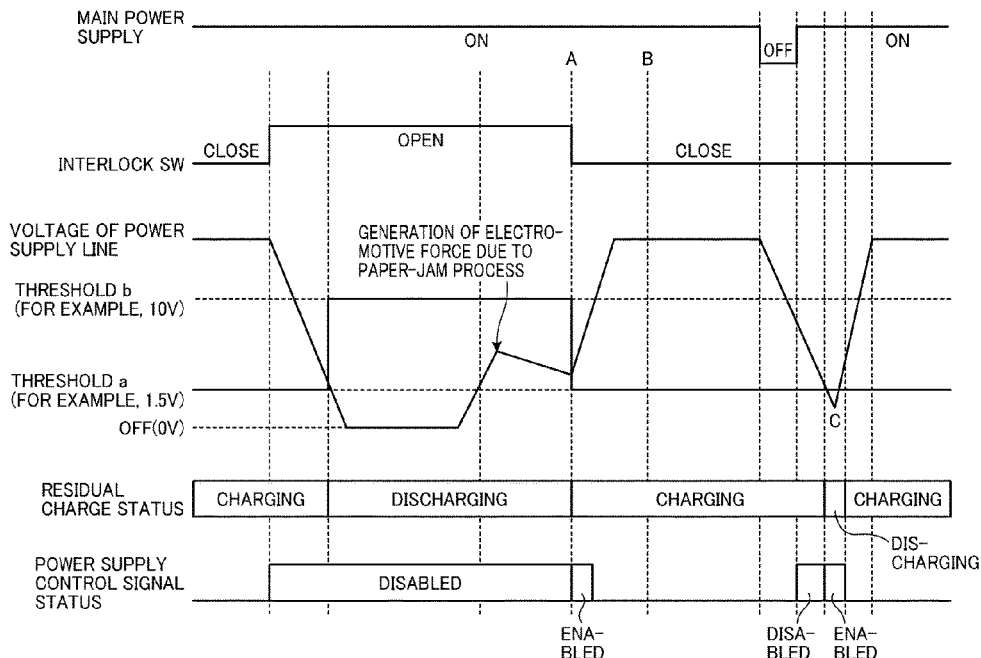 MAIN POWER
SUPPLY
ON
OFF
ON
A
B
INTERLOCK SW
CLOSE
OPEN
CLOSE
VOLTAGE OF POWER
SUPPLY LINE
GENERATION OF ELECTRO-
MOTIVE FORCE DUE TO
PAPER-JAM PROCESS
THRESHOLD b
(FOR EXAMPLE, 10V)
THRESHOLD a
(FOR EXAMPLE, 1.5V)
OFF(0V)
C
RESIDUAL
CHARGE STATUS
CHARGING
DISCHARGING
CHARGING
CHARGING
DIS-
CHARGING
POWER SUPPLY
CONTROL SIGNAL
STATUS
DISABLED
ENA-
BLED
DISA-
BLED
ENA-
BLED